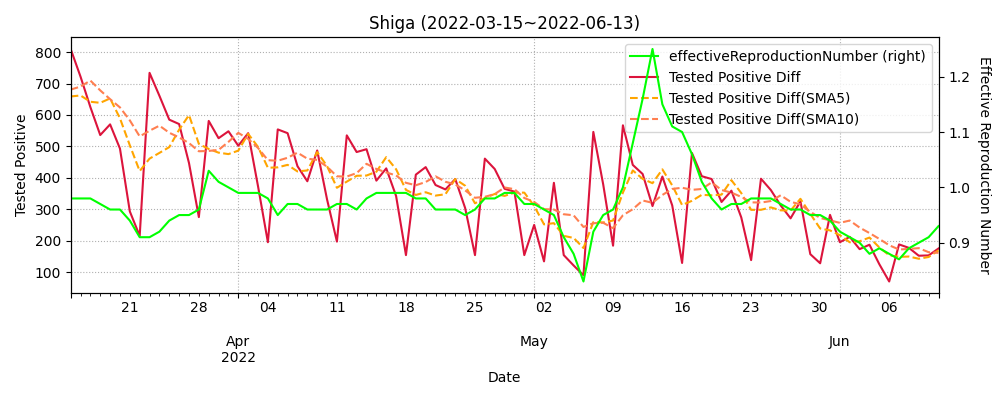 Shiga (2022-03-15~2022-06-13)
effectiveReproductionNumber (right)
Tested Positive Diff
Tested Positive Diff(SMA5)
Tested Positive Diff(SMA10)
Tested Positive
800
700
600
500
400
300
200
100
Effective Reproduction Number
1.2
1.1
1.0
0.9
21 28 04 11 18 25 02 09 16 23 30 06
Apr May Jun
2022
Date